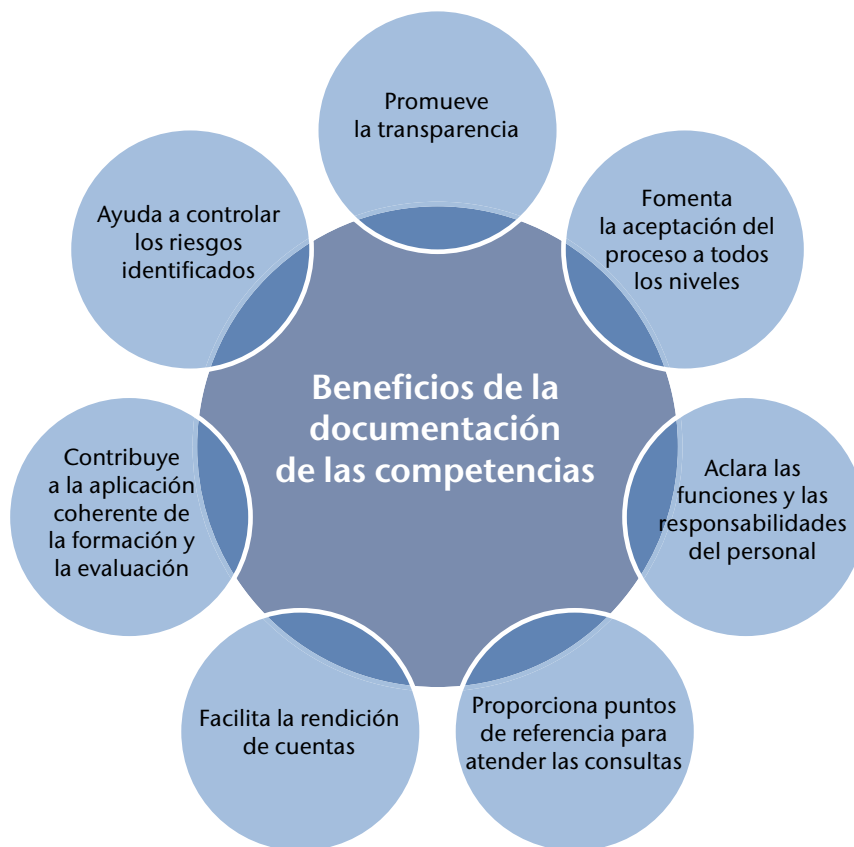 Promueve
la transparencia
Fomenta
la aceptación del
proceso a todos
los niveles
Aclara las
funciones y las
responsabilidades
del personal
Proporciona puntos
de referencia para
atender las consultas
Facilita la rendición
de cuentas
Contribuye
a la aplicación
coherente de
la formación y
la evaluación
Ayuda a controlar
los riesgos
identificados
Beneficios de la
documentación
de las competencias